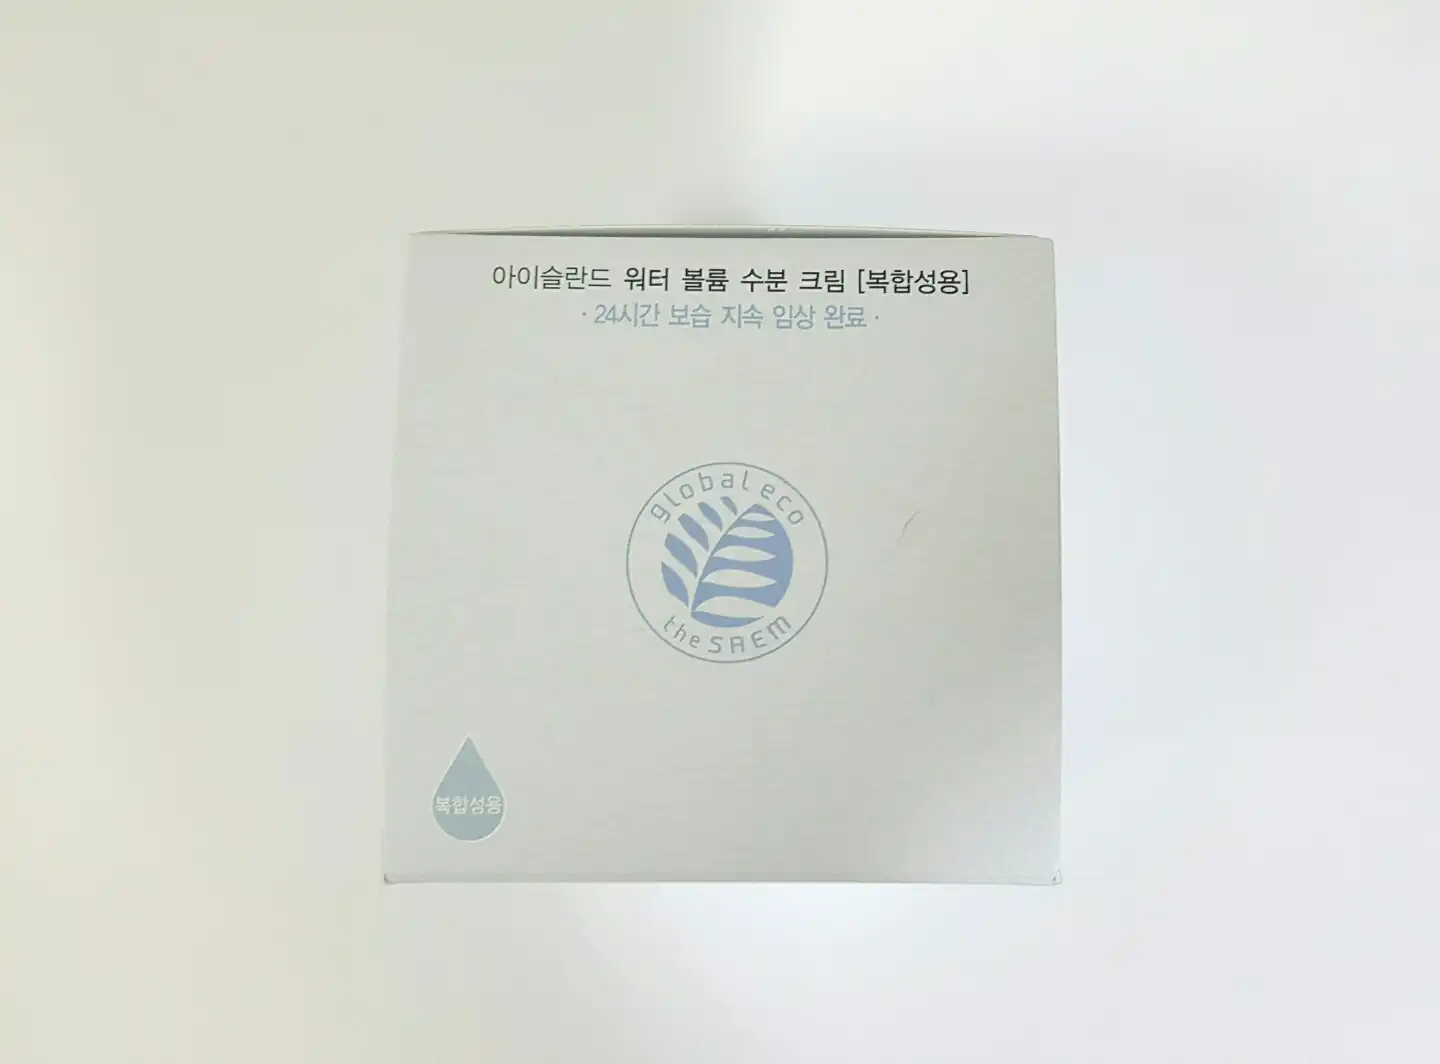 아이슬란드 워터 볼륨 수분 크림 [복합성용]
· 24시간 보습 지속 임상 완료 ·
global eco
the SAEM
복합성용